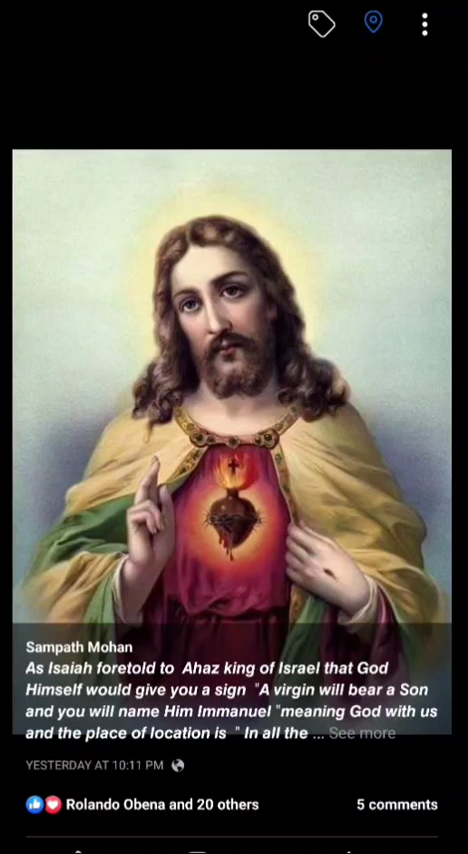 Sampath Mohan
As Isaiah foretold to Ahaz king of Israel that God
Himself would give you a sign "A virgin will bear a Son
and you will name Him Immanuel "meaning God with us
and the place of location is " In all the ... See more
YESTERDAY AT 10:11 PM
Rolando Obena and 20 others 5 comments